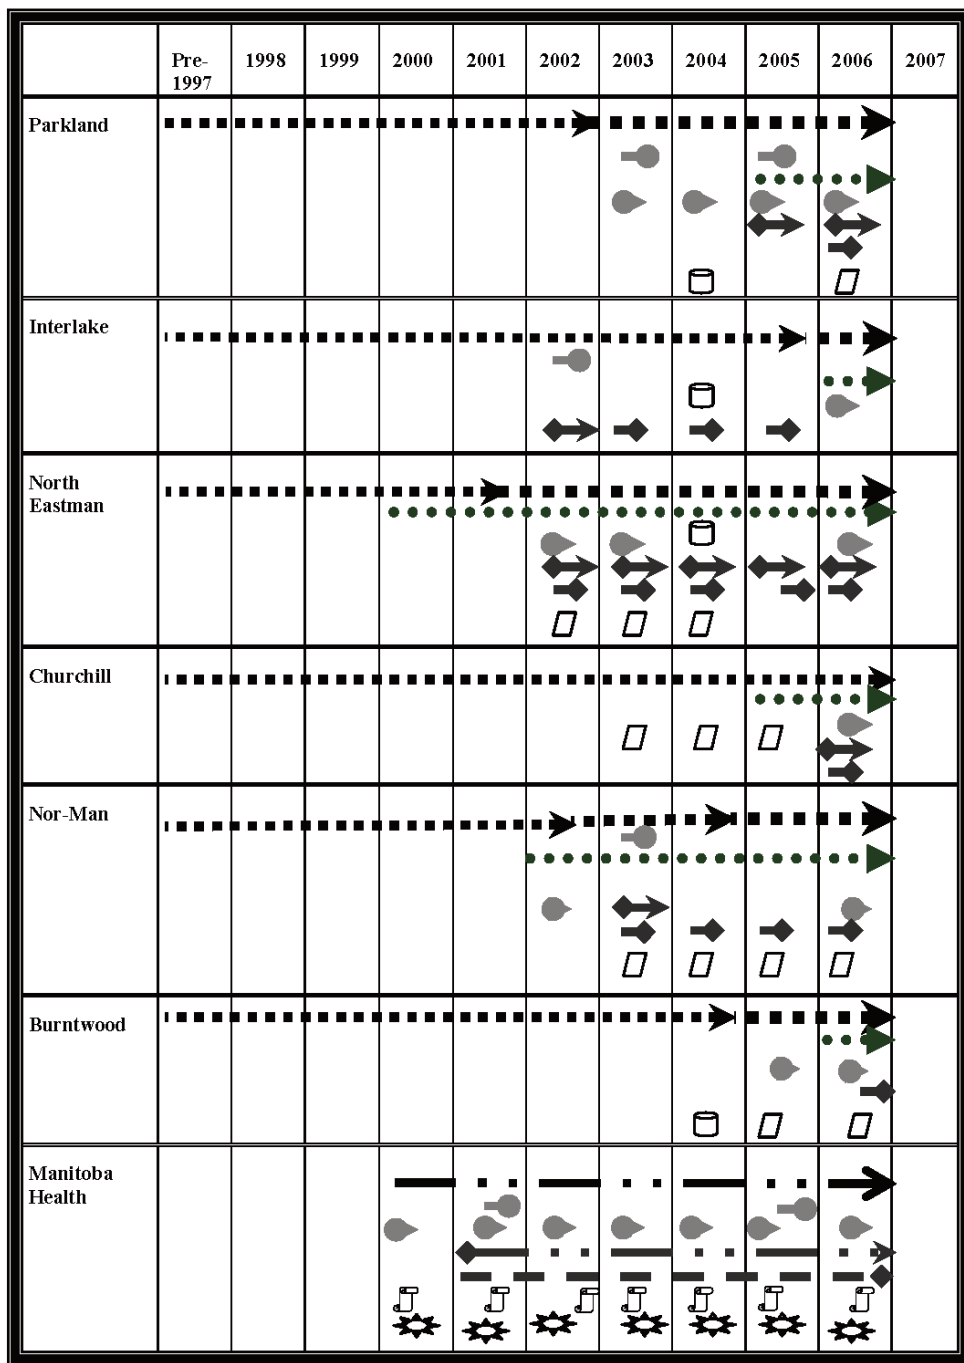 Pre-
1997
1998
1999
2000
2001
2002
2003
2004
2005
2006
2007
Parkland
Interlake
North
Eastman
Churchill
Nor-Man
Burntwood
Manitoba
Health